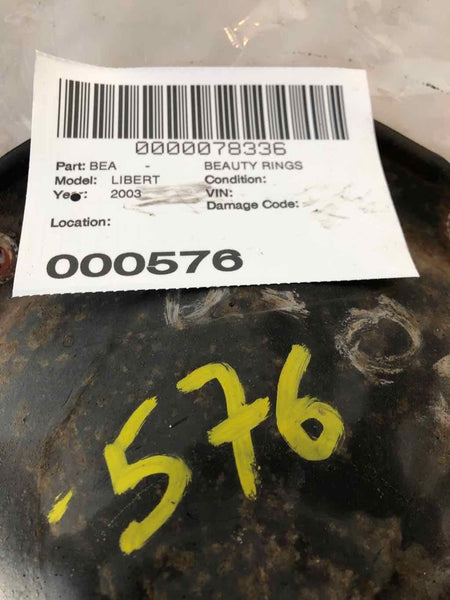 0000078336
Part: BEA - BEAUTY RINGS
Model: LIBERT Condition:
Year: 2003 VIN:
Damage Code:
Location:
000576
-576